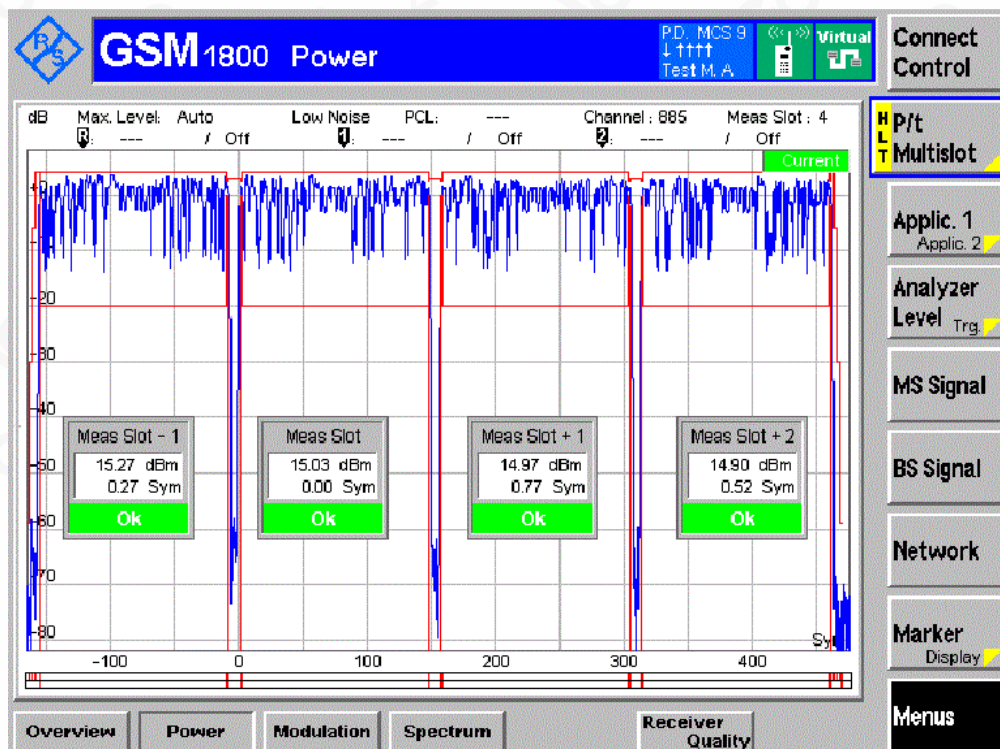 R S
GSM 1800 Power
P.D. MCS 9
Test M. A
Virtual
Connect Control
dB Max. Level: Auto Low Noise PCL: --- Channel : 885 Meas Slot : 4
R: --- / Off 1: --- / Off 2: --- / Off
Current
HLT
P/t Multislot
+0
-10
-20
-30
-40
-50
-60
-70
-80
Meas Slot - 1
15.27 dBm
0.27 Sym
Ok
Meas Slot
15.03 dBm
0.00 Sym
Ok
Meas Slot + 1
14.97 dBm
0.77 Sym
Ok
Meas Slot + 2
14.90 dBm
0.52 Sym
Ok
-100 0 100 200 300 400
Applic. 1
Applic. 2
Analyzer Level Trg.
MS Signal
BS Signal
Network
Marker
Display
Menus
Overview
Power
Modulation
Spectrum
Receiver Quality